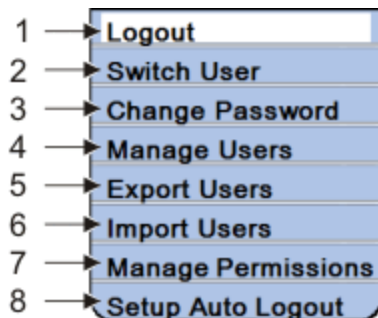 1 Logout
2 Switch User
3 Change Password
4 Manage Users
5 Export Users
6 Import Users
7 Manage Permissions
8 Setup Auto Logout